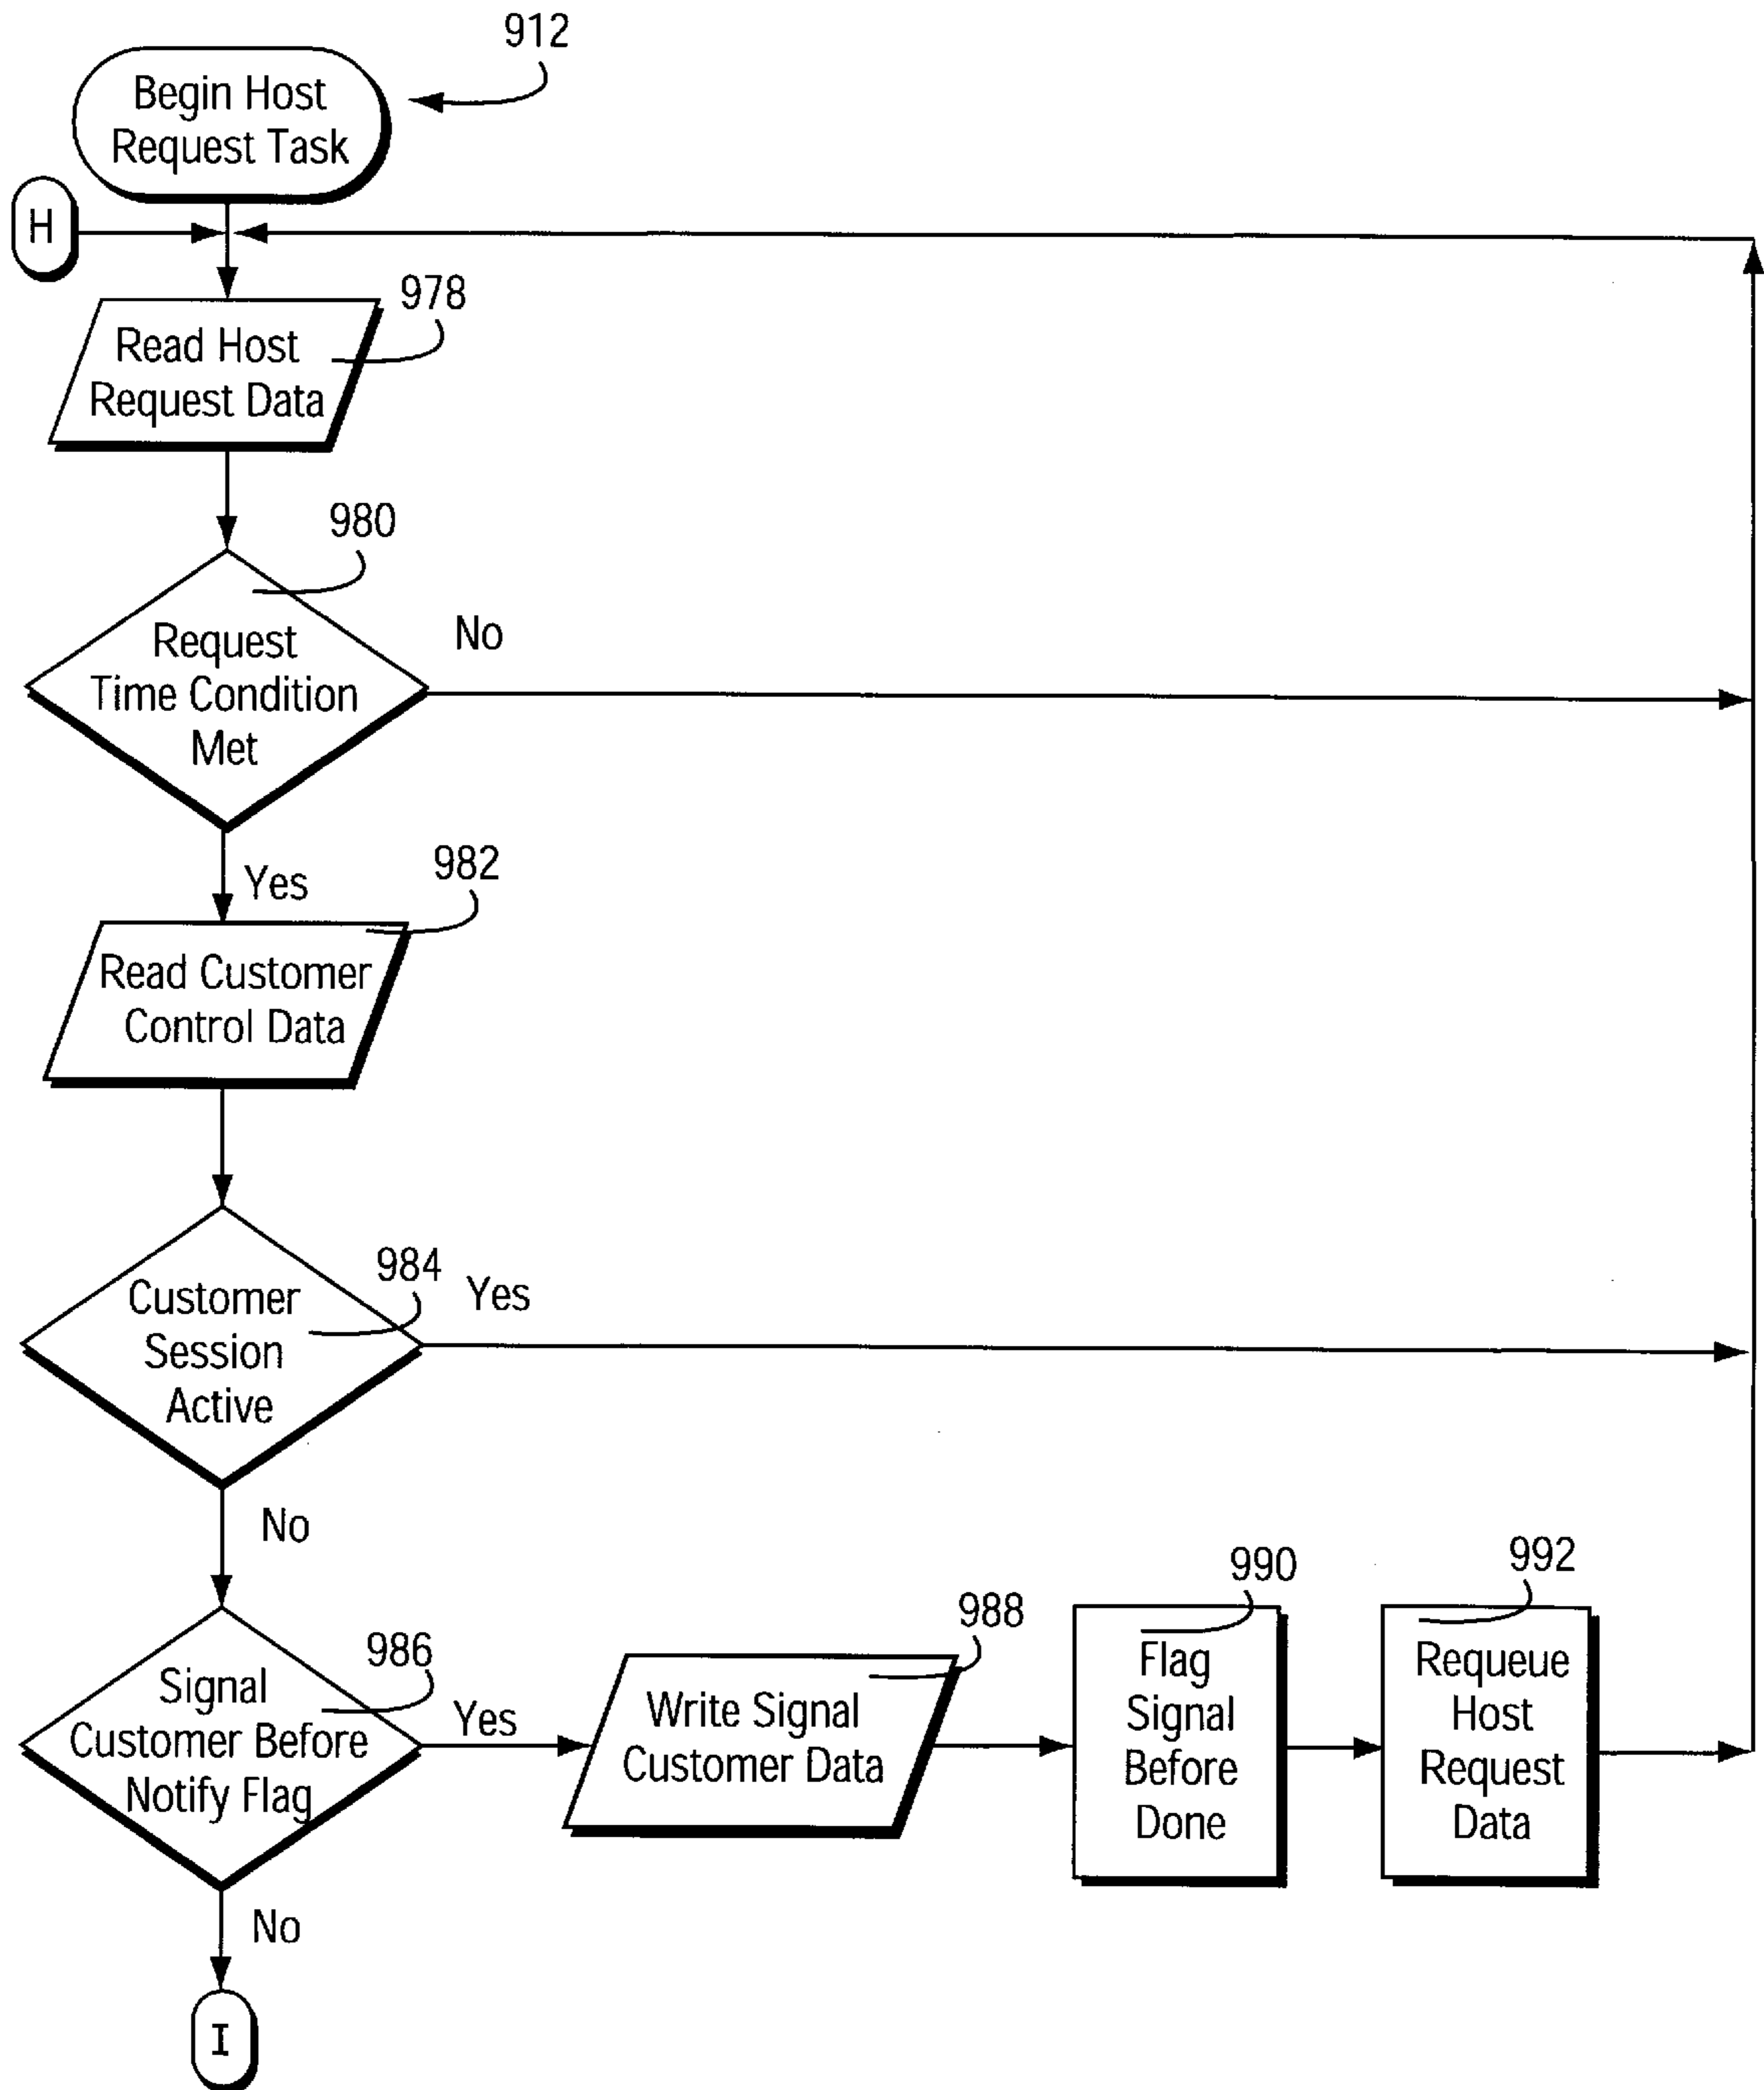 912
Begin Host
Request Task
H
978
Read Host
Request Data
980
Request
Time Condition
Met
No
Yes
982
Read Customer
Control Data
984
Customer
Session
Active
Yes
No
986
Signal
Customer Before
Notify Flag
Yes
988
Write Signal
Customer Data
990
Flag
Signal
Before
Done
992
Requeue
Host
Request
Data
No
I